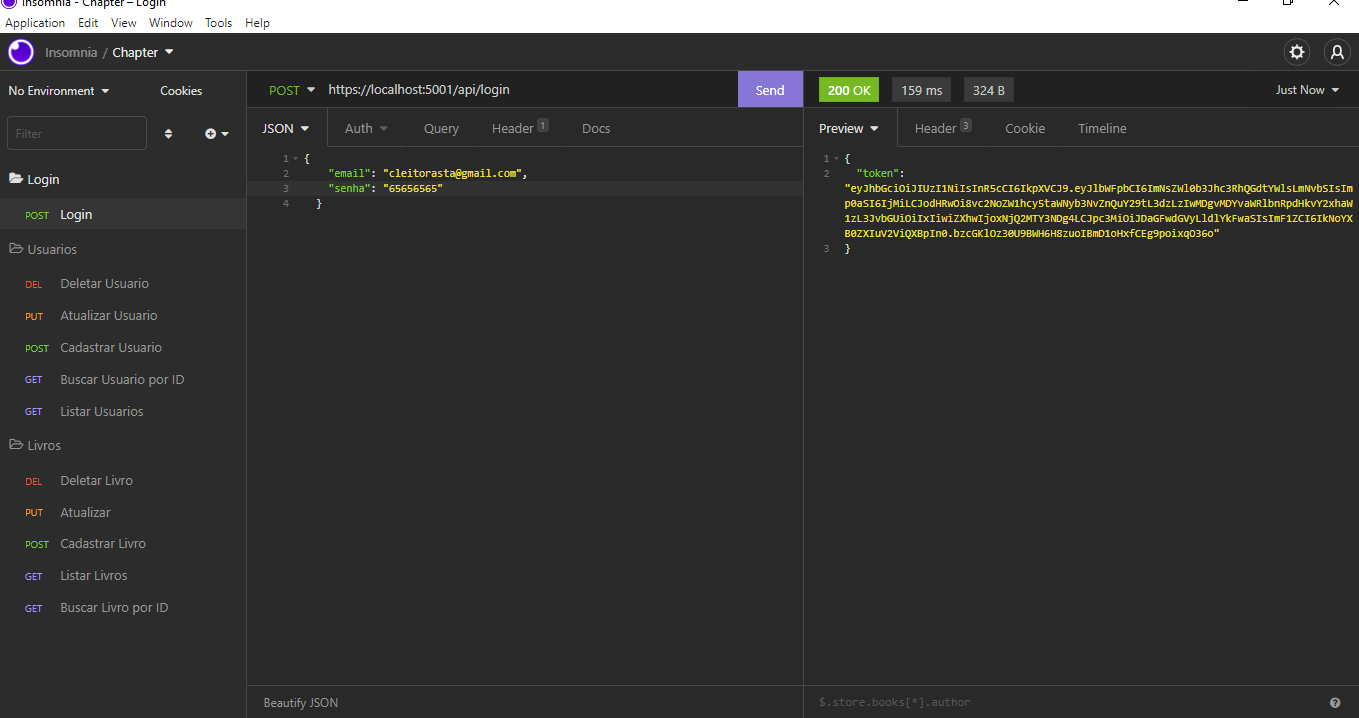 Insomnia - Chapter – Login
Application Edit View Window Tools Help
Insomnia / Chapter
No Environment Cookies
POST https://localhost:5001/api/login Send
200 OK 159 ms 324 B Just Now
Filter
JSON Auth Query Header 1 Docs
Preview Header 3 Cookie Timeline
Login
POST Login
Usuarios
DEL Deletar Usuario
PUT Atualizar Usuario
POST Cadastrar Usuario
GET Buscar Usuario por ID
GET Listar Usuarios
Livros
DEL Deletar Livro
PUT Atualizar
POST Cadastrar Livro
GET Listar Livros
GET Buscar Livro por ID
1 {
2 "email": "cleitorasta@gmail.com",
3 "senha": "65656565"
4 }
Beautify JSON
1 {
2 "token":
"eyJhbGciOiJIUzI1NiIsInR5cCI6IkpXVCJ9.eyJlbWFpbCI6ImNsZWl0b3Jhc3RhQGdtYWlsLmNvbSIsIm
p0aSI6IjMiLCJodHRwOi8vc2NoZW1hcy5taWNyb3NvZnQuY29tL3dzLzIwMDgvMDYvaWRlbnRpdHkvY2xhaW
1zL3JvbGUiOiIxIiwiZXhwIjoxNjQ2MTY3NDg4LCJpc3MiOiJDaGFwdGVyLldlYkFwaSIsImF1ZCI6IkNoYX
B0ZXIuV2ViQXBpIn0.bzcGKlOz30U9BWH6H8zuoIBmD1oHxfCEg9poixqO36o"
3 }
$.store.books[*].author